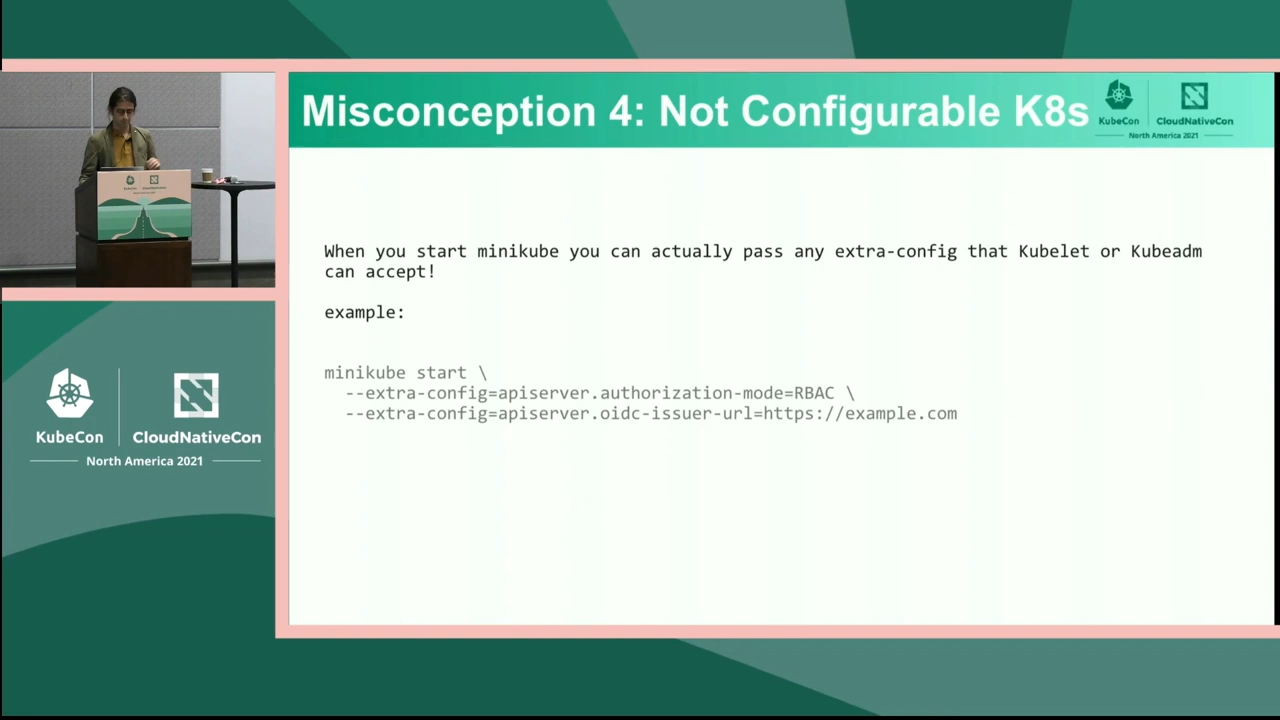 Misconception 4: Not Configurable K8s
KubeCon
CloudNativeCon
North America 2021
When you start minikube you can actually pass any extra-config that Kubelet or Kubeadm
can accept!
example:
minikube start \
--extra-config=apiserver.authorization-mode=RBAC \
--extra-config=apiserver.oidc-issuer-url=https://example.com
KubeCon
CloudNativeCon
North America 2021